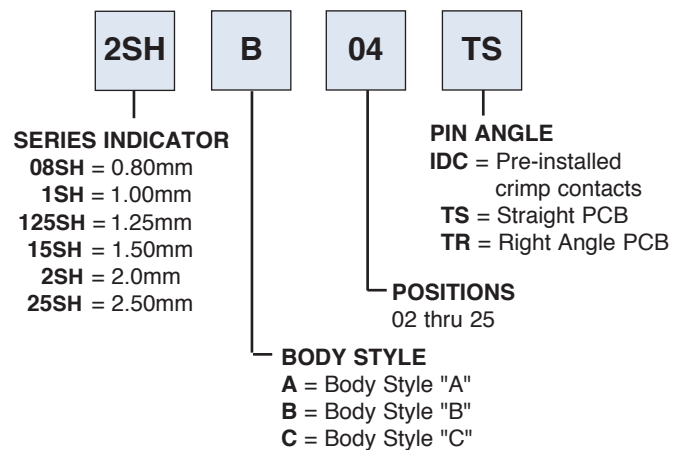 2SH B 04 TS
SERIES INDICATOR
08SH = 0.80mm
1SH = 1.00mm
125SH = 1.25mm
15SH = 1.50mm
2SH = 2.0mm
25SH = 2.50mm
PIN ANGLE
IDC = Pre-installed
crimp contacts
TS = Straight PCB
TR = Right Angle PCB
POSITIONS
02 thru 25
BODY STYLE
A = Body Style "A"
B = Body Style "B"
C = Body Style "C"